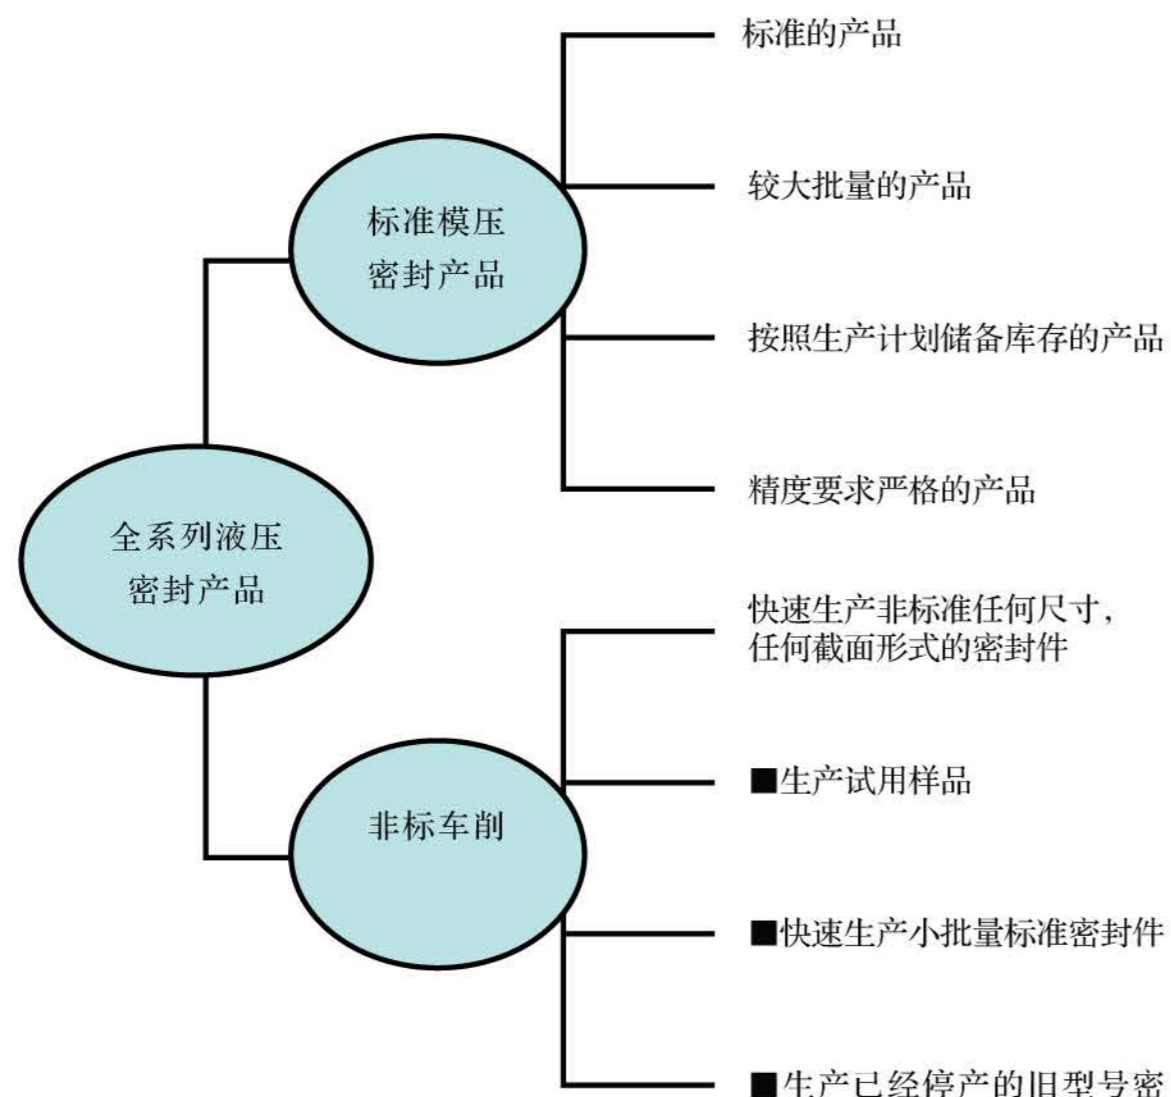 标准的产品
较大批量的产品
标准模压
密封产品
按照生产计划储备库存的产品
精度要求严格的产品
全系列液压
密封产品
快速生产非标准任何尺寸，
任何截面形式的密封件
■生产试用样品
非标车削
■快速生产小批量标准密封件
■生产已经停产的旧型号密